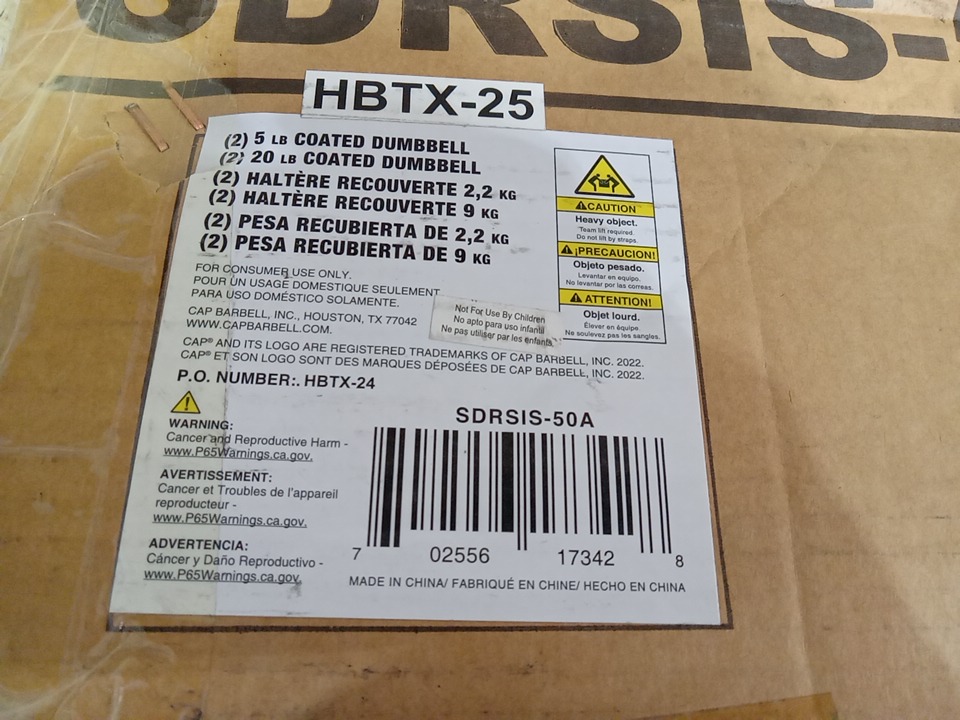 SDRSIS-
HBTX-25
(2) 5 LB COATED DUMBBELL
(2) 20 LB COATED DUMBBELL
(2) HALTÈRE RECOUVERTE 2,2 KG
(2) HALTÈRE RECOUVERTE 9 KG
(2) PESA RECUBIERTA DE 2,2 KG
(2) PESA RECUBIERTA DE 9 KG
FOR CONSUMER USE ONLY.
POUR UN USAGE DOMESTIQUE SEULEMENT
PARA USO DOMÉSTICO SOLAMENTE.
CAP BARBELL, INC., HOUSTON, TX 77042
WWW.CAPBARBELL.COM.
Not For Use By Children
No apto para uso infantil
Ne pas utiliser par les enfants.
CAUTION
Heavy object.
Team lift required.
Do not lift by straps.
¡PRECAUCION!
Objeto pesado.
Levantar en equipo.
No levantar por las correas.
ATTENTION!
Objet lourd.
Élever en équipe.
Ne soulevez pas les sangles.
CAP® AND ITS LOGO ARE REGISTERED TRADEMARKS OF CAP BARBELL, INC. 2022.
CAP® ET SON LOGO SONT DES MARQUES DÉPOSÉES DE CAP BARBELL, INC. 2022.
P.O. NUMBER:. HBTX-24
WARNING:
Cancer and Reproductive Harm -
www.P65Warnings.ca.gov.
AVERTISSEMENT:
Cancer et Troubles de l'appareil
reproducteur -
www.P65Warnings.ca.gov.
ADVERTENCIA:
Cáncer y Daño Reproductivo -
www.P65Warnings.ca.gov.
SDRSIS-50A
7 02556 17342 8
MADE IN CHINA/ FABRIQUÉ EN CHINE/ HECHO EN CHINA